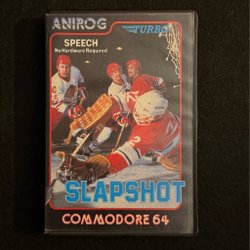 ANIROG
TURBO
SPEECH
No Hardware Required
SLAPSHOT
COMMODORE 64